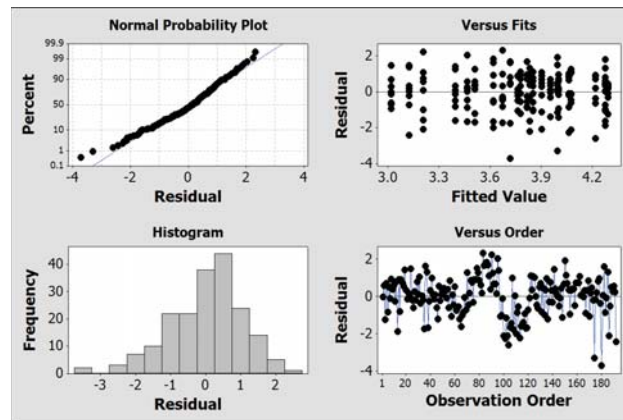 Normal Probability Plot
99.9
99
90
50
10
1
0.1
Percent
-4 -2 0 2 4
Residual
Versus Fits
2
0
-2
-4
Residual
3.0 3.3 3.6 3.9 4.2
Fitted Value
Histogram
40
30
20
10
0
Frequency
-3 -2 -1 0 1 2
Residual
Versus Order
2
0
-2
-4
Residual
1 20 40 60 80 100 120 140 160 180
Observation Order